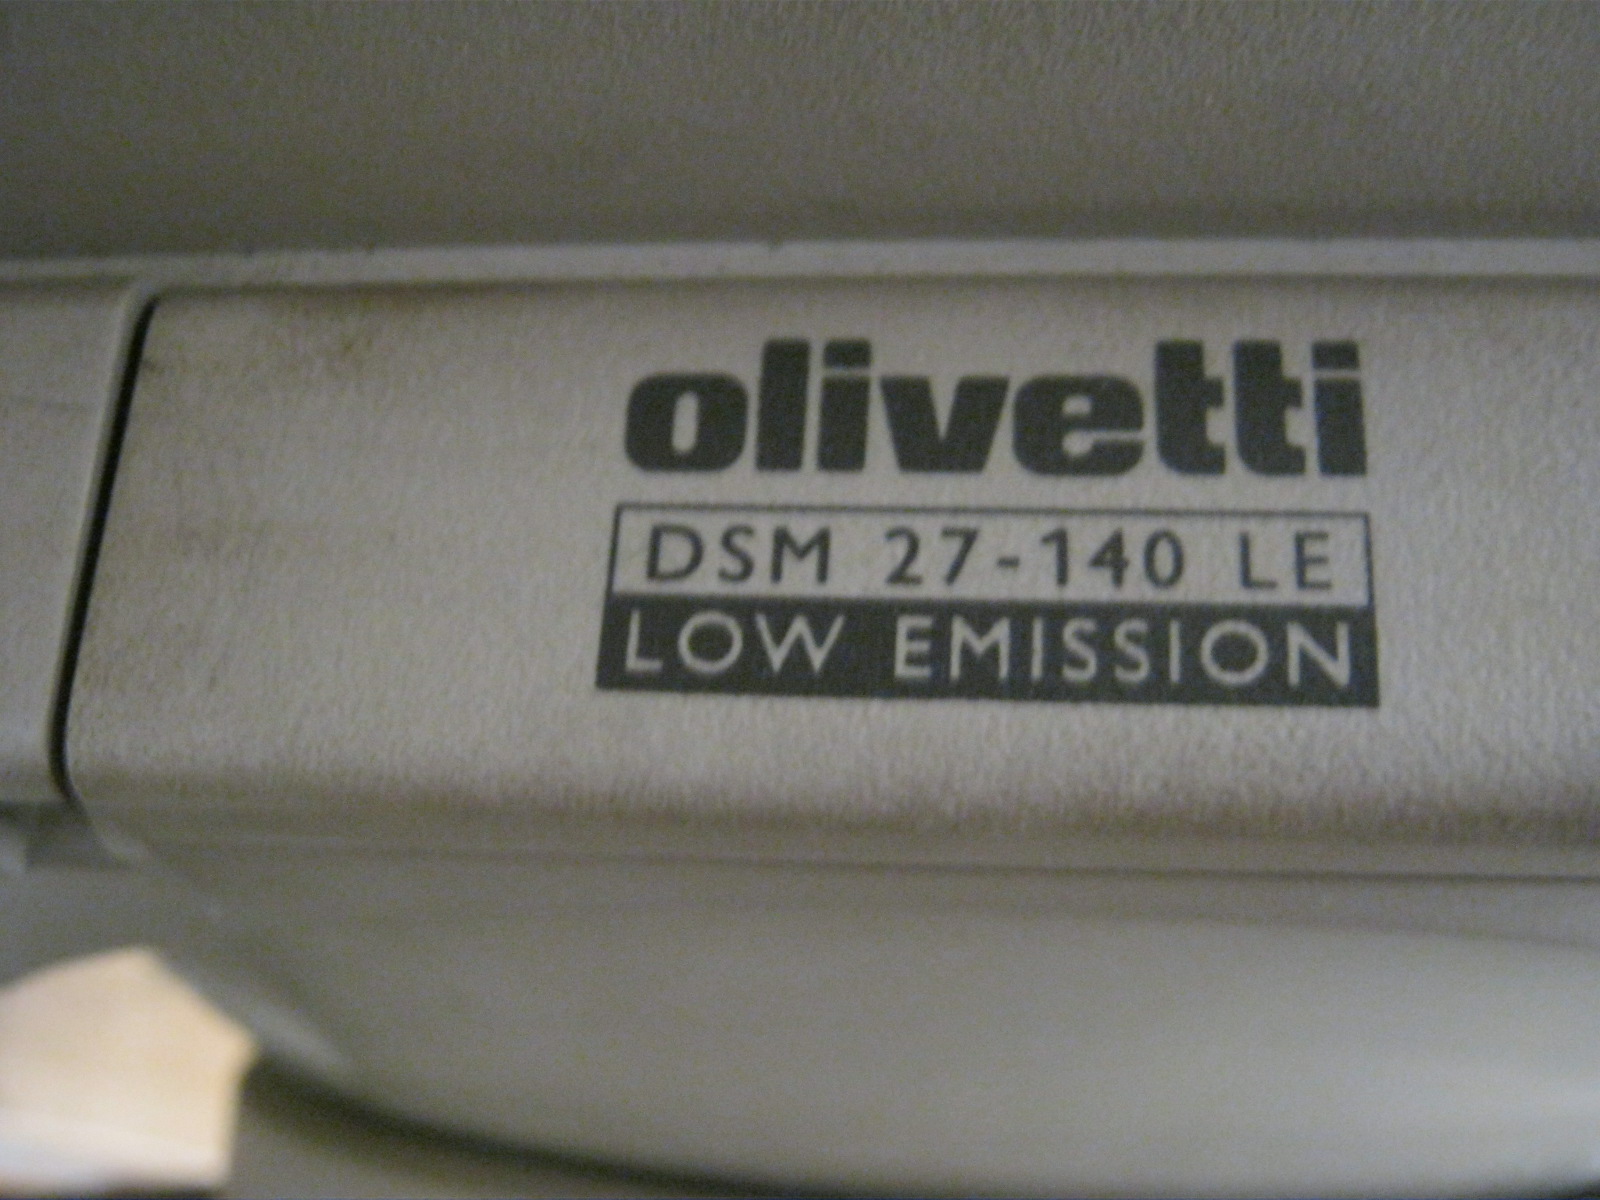 olivetti
DSM 27-140 LE
LOW EMISSION